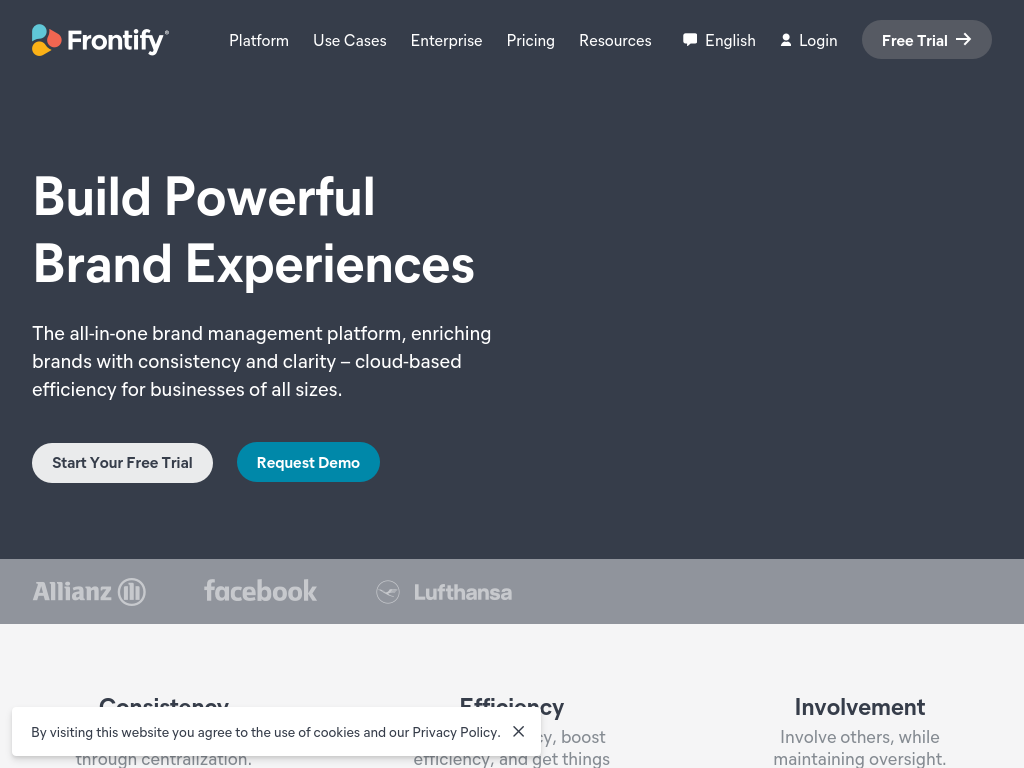 Frontify
Platform
Use Cases
Enterprise
Pricing
Resources
English
Login
Free Trial
Build Powerful
Brand Experiences
The all-in-one brand management platform, enriching
brands with consistency and clarity – cloud-based
efficiency for businesses of all sizes.
Start Your Free Trial
Request Demo
Allianz
facebook
Lufthansa
Consistency
through centralization.
Efficiency
boost
efficiency, and get things
Involvement
Involve others, while
maintaining oversight.
By visiting this website you agree to the use of cookies and our Privacy Policy.